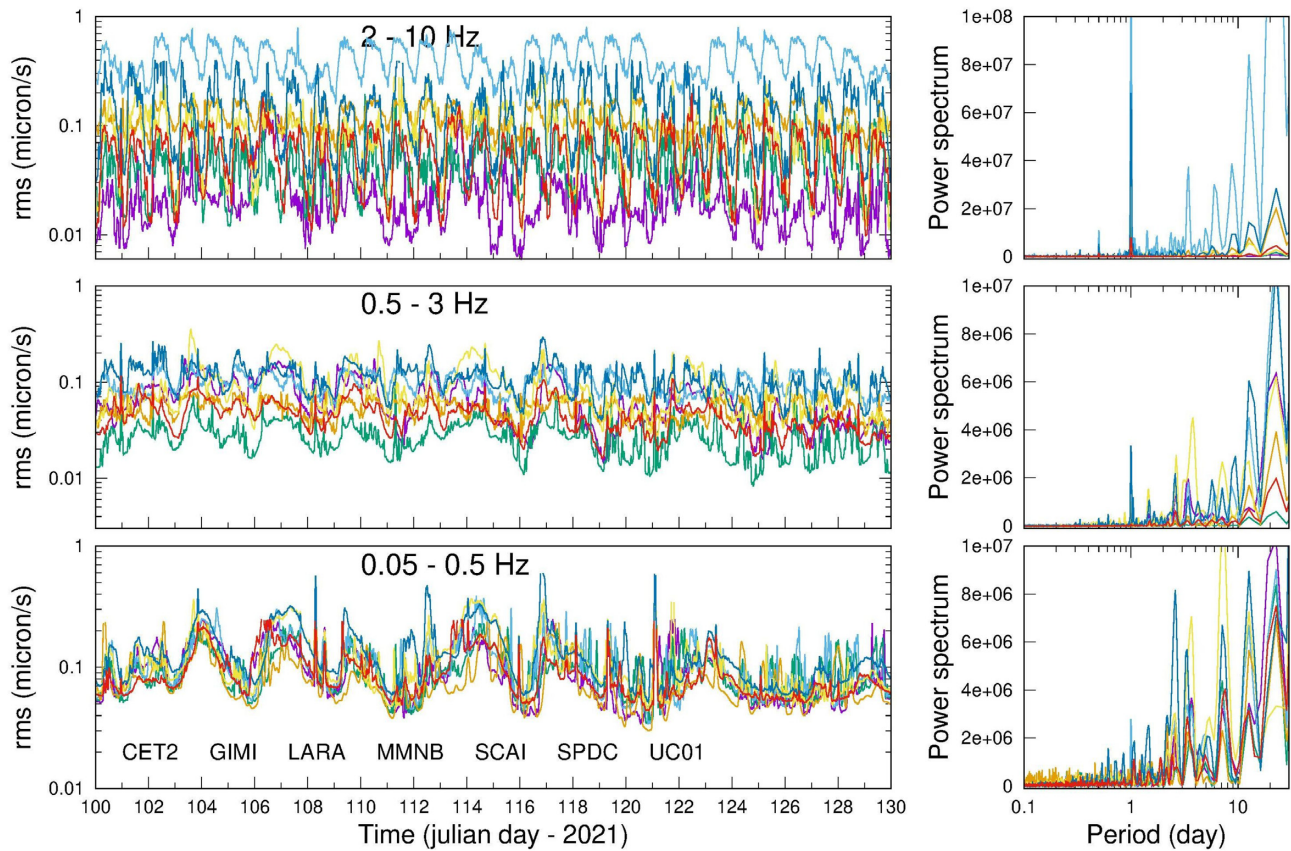 1
0.1
0.01
rms (micron/s)
2 - 10 Hz
1e+08
8e+07
6e+07
4e+07
2e+07
0
Power spectrum
1
0.1
0.01
rms (micron/s)
0.5 - 3 Hz
1e+07
8e+06
6e+06
4e+06
2e+06
0
Power spectrum
1
0.1
0.01
rms (micron/s)
0.05 - 0.5 Hz
CET2 GIMI LARA MMNB SCAI SPDC UC01
100 102 104 106 108 110 112 114 116 118 120 122 124 126 128 130
Time (julian day - 2021)
1e+07
8e+06
6e+06
4e+06
2e+06
0
Power spectrum
0.1 1 10
Period (day)